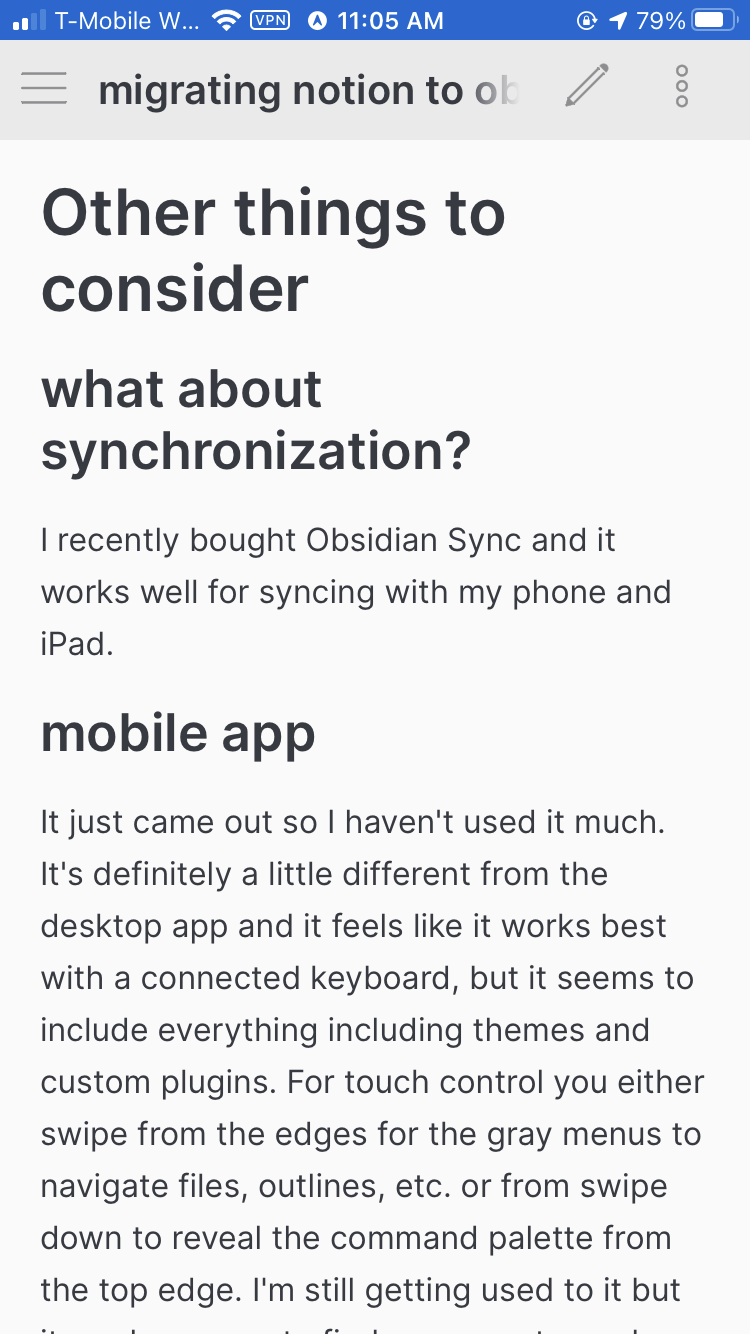 T-Mobile W... VPN 11:05 AM 79%
migrating notion to ob
Other things to
consider
what about
synchronization?
I recently bought Obsidian Sync and it
works well for syncing with my phone and
iPad.
mobile app
It just came out so I haven't used it much.
It's definitely a little different from the
desktop app and it feels like it works best
with a connected keyboard, but it seems to
include everything including themes and
custom plugins. For touch control you either
swipe from the edges for the gray menus to
navigate files, outlines, etc. or from swipe
down to reveal the command palette from
the top edge. I'm still getting used to it but